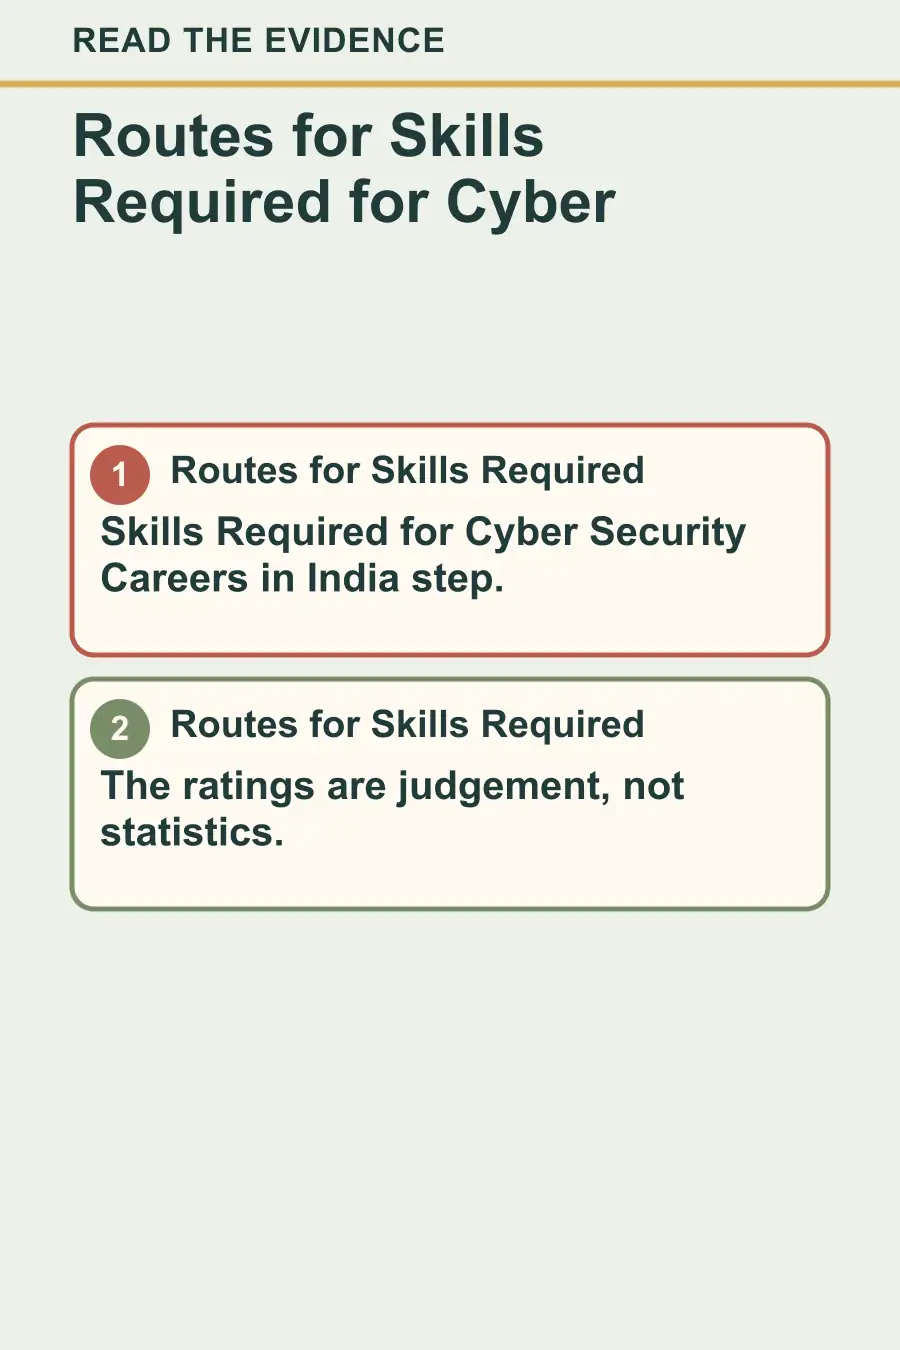 READ THE EVIDENCE
Routes for Skills
Required for Cyber
1 Routes for Skills Required
Skills Required for Cyber Security
Careers in India step.
2 Routes for Skills Required
The ratings are judgement, not
statistics.